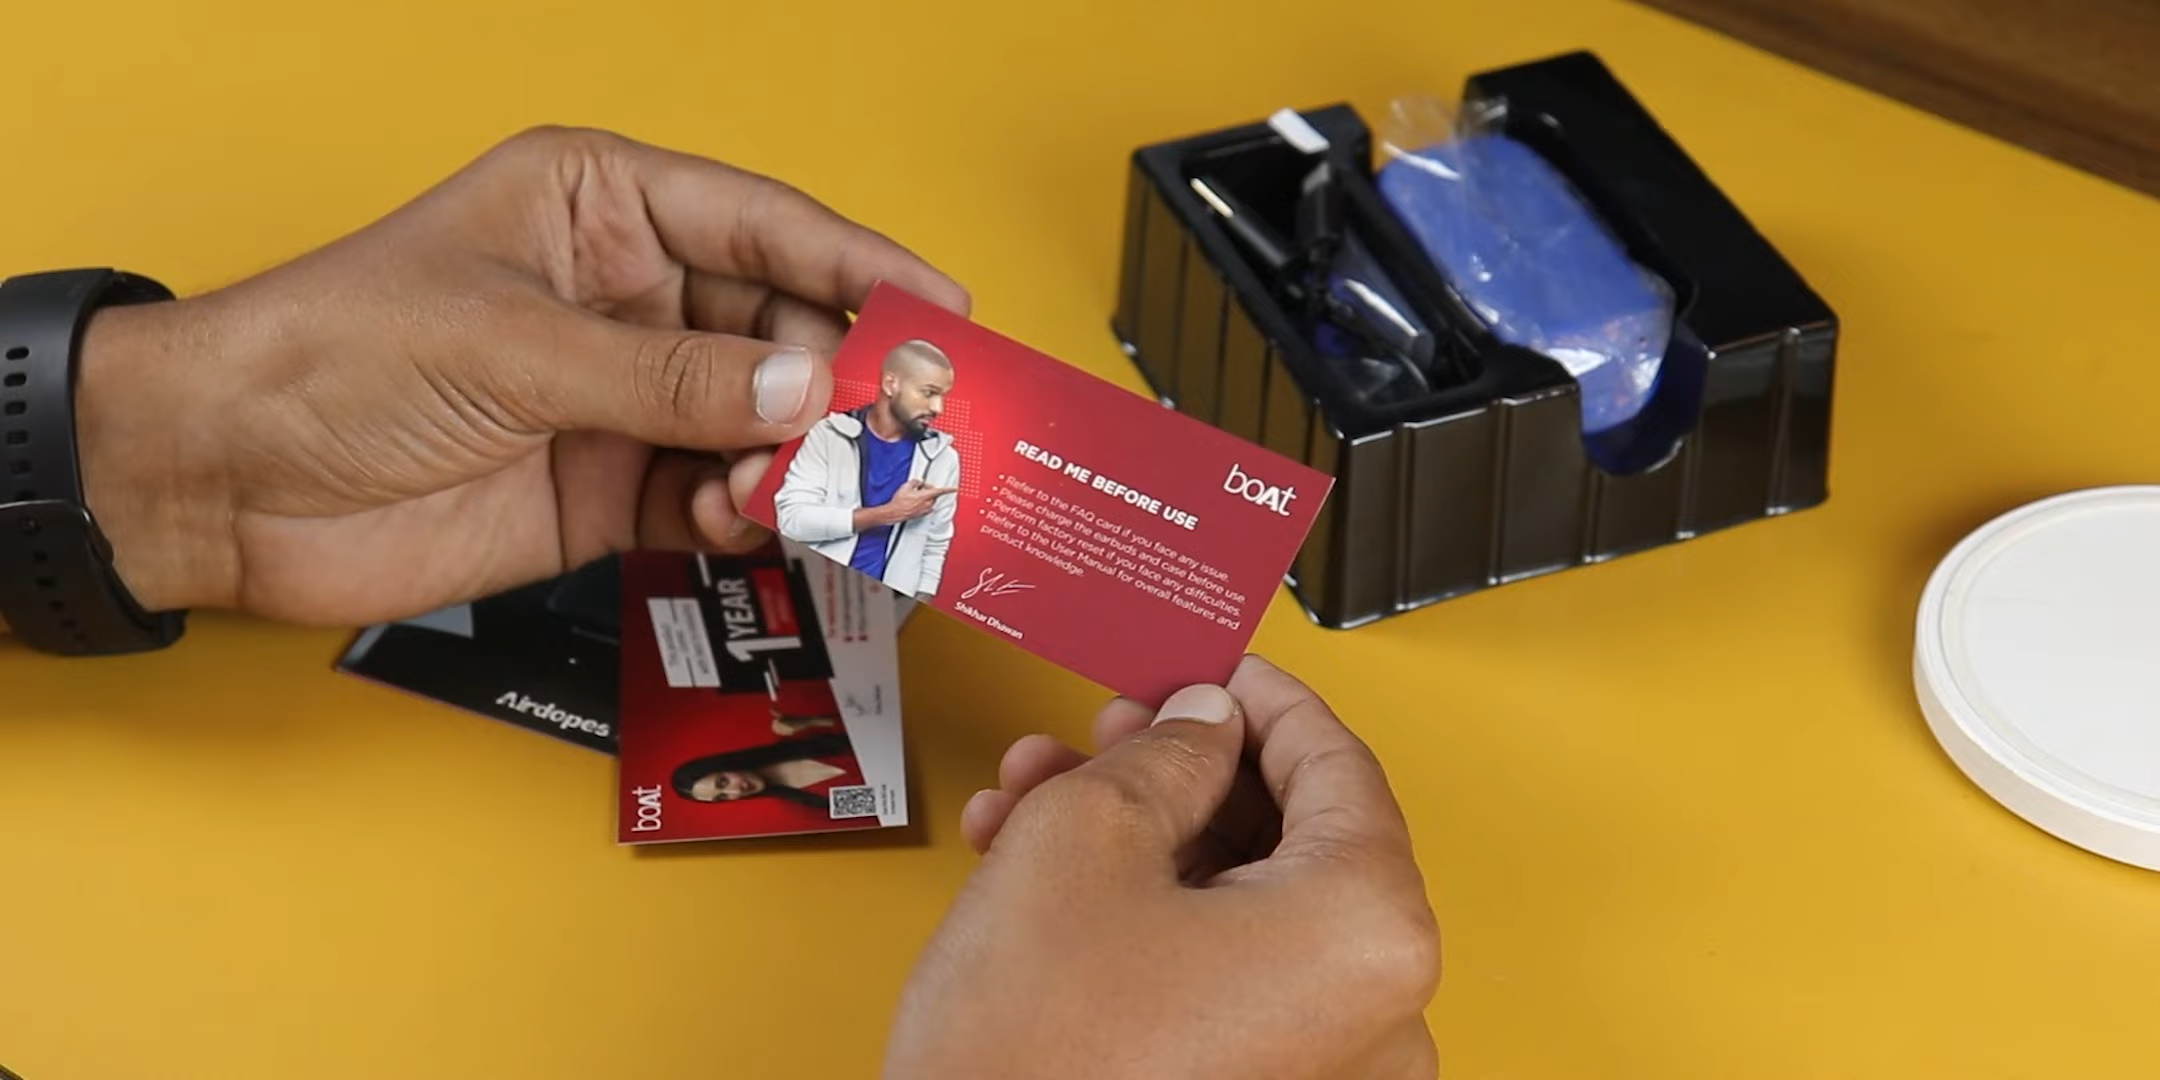 boAt
READ ME BEFORE USE
• Refer to the FAQ card if you face any issue.
• Please charge the earbuds and case before use.
• Perform factory reset if you face any difficulties.
• Refer to the User Manual for overall features and
product knowledge.
Shikhar Dhawan
1 YEAR
boAt
Airdopes